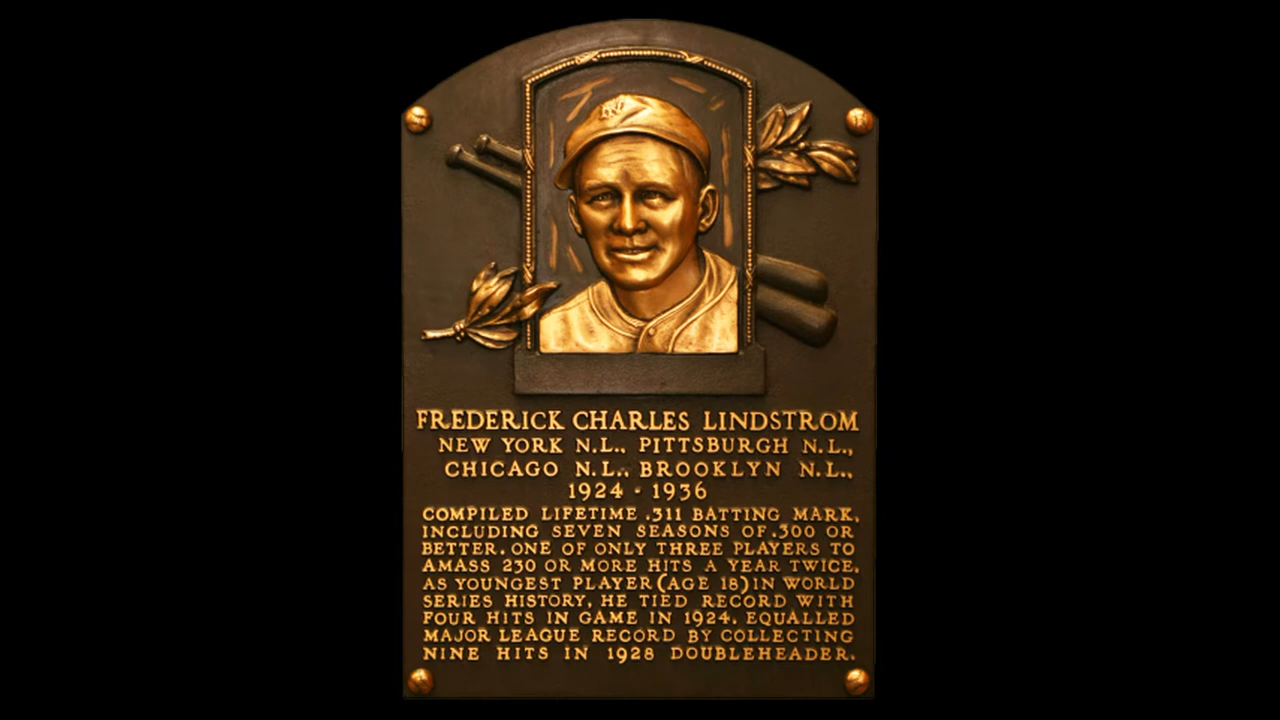 NY
FREDERICK CHARLES LINDSTROM
NEW YORK N.L., PITTSBURGH N.L.,
CHICAGO N.L., BROOKLYN N.L.,
1924 - 1936
COMPILED LIFETIME .311 BATTING MARK,
INCLUDING SEVEN SEASONS OF .300 OR
BETTER. ONE OF ONLY THREE PLAYERS TO
AMASS 230 OR MORE HITS A YEAR TWICE.
AS YOUNGEST PLAYER (AGE 18) IN WORLD
SERIES HISTORY, HE TIED RECORD WITH
FOUR HITS IN GAME IN 1924. EQUALLED
MAJOR LEAGUE RECORD BY COLLECTING
NINE HITS IN 1928 DOUBLEHEADER.